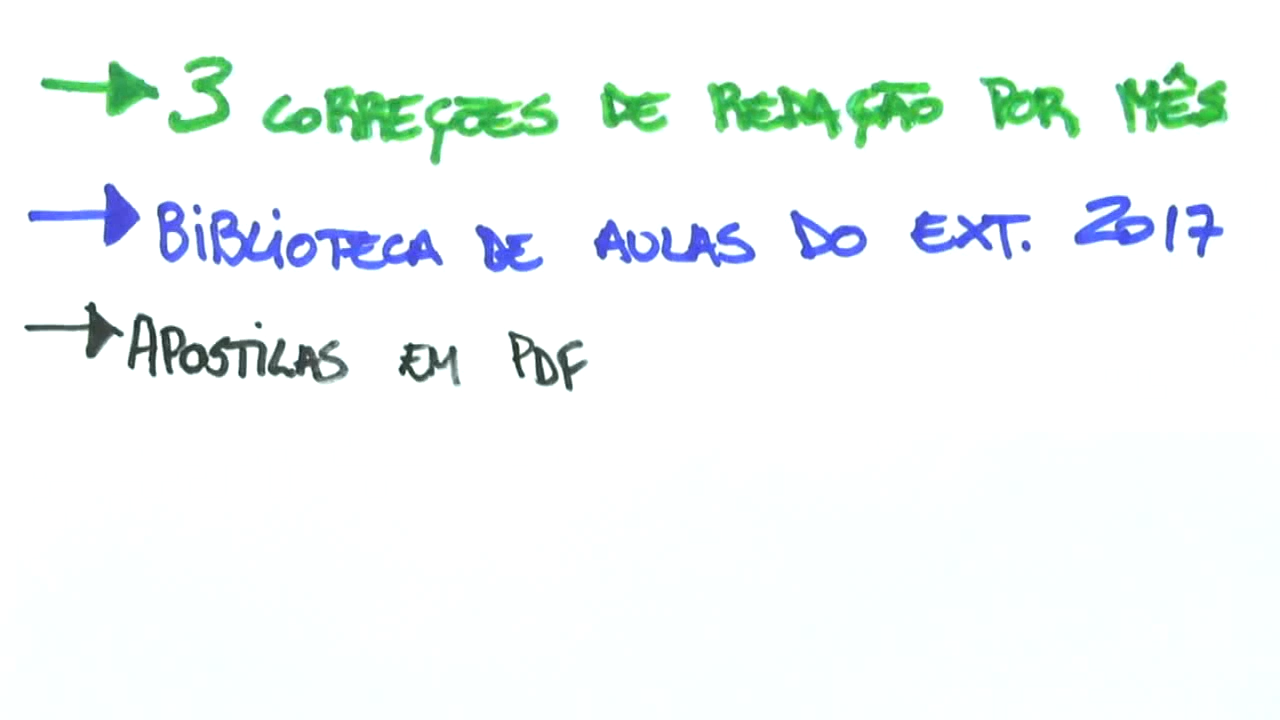 → 3 CORREÇÕES DE REDAÇÃO POR MÊS
→ BIBLIOTECA DE AULAS DO EXT. 2017
→ APOSTILAS EM PDF